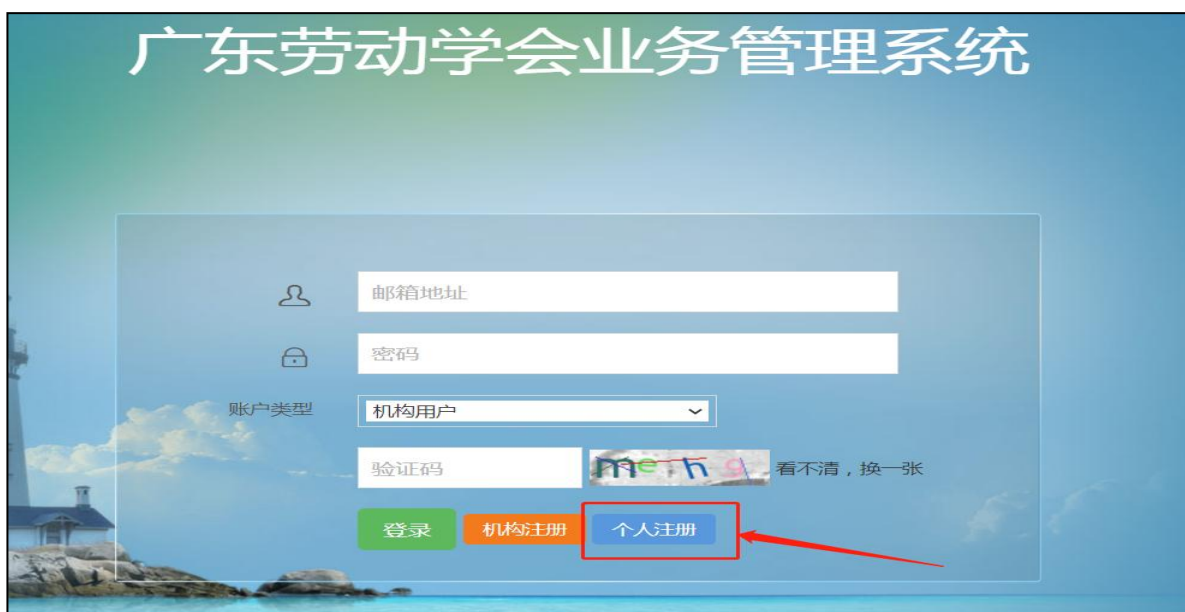 广东劳动学会业务管理系统
邮箱地址
密码
账户类型 机构用户
验证码 mehg 看不清，换一张
登录 机构注册 个人注册